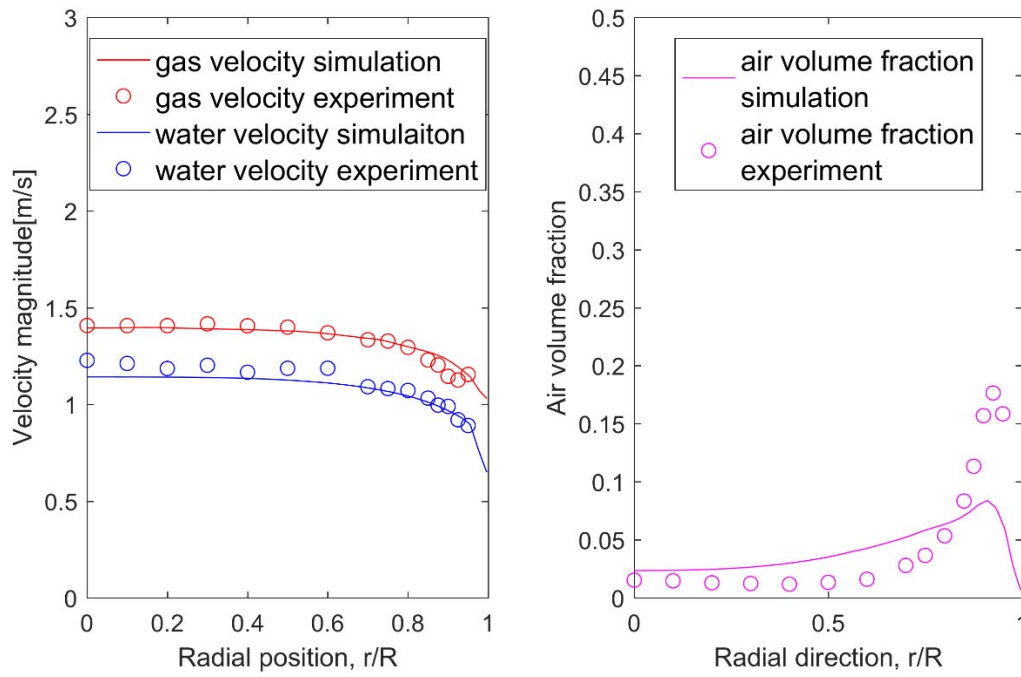 3
2.5
2
1.5
1
0.5
0
gas velocity simulation
gas velocity experiment
water velocity simulaiton
water velocity experiment
Velocity magnitude[m/s]
0 0.2 0.4 0.6 0.8 1
Radial position, r/R
0.5
0.45
0.4
0.35
0.3
0.25
0.2
0.15
0.1
0.05
0
air volume fraction
simulation
air volume fraction
experiment
Air volume fraction
0 0.5 1
Radial direction, r/R